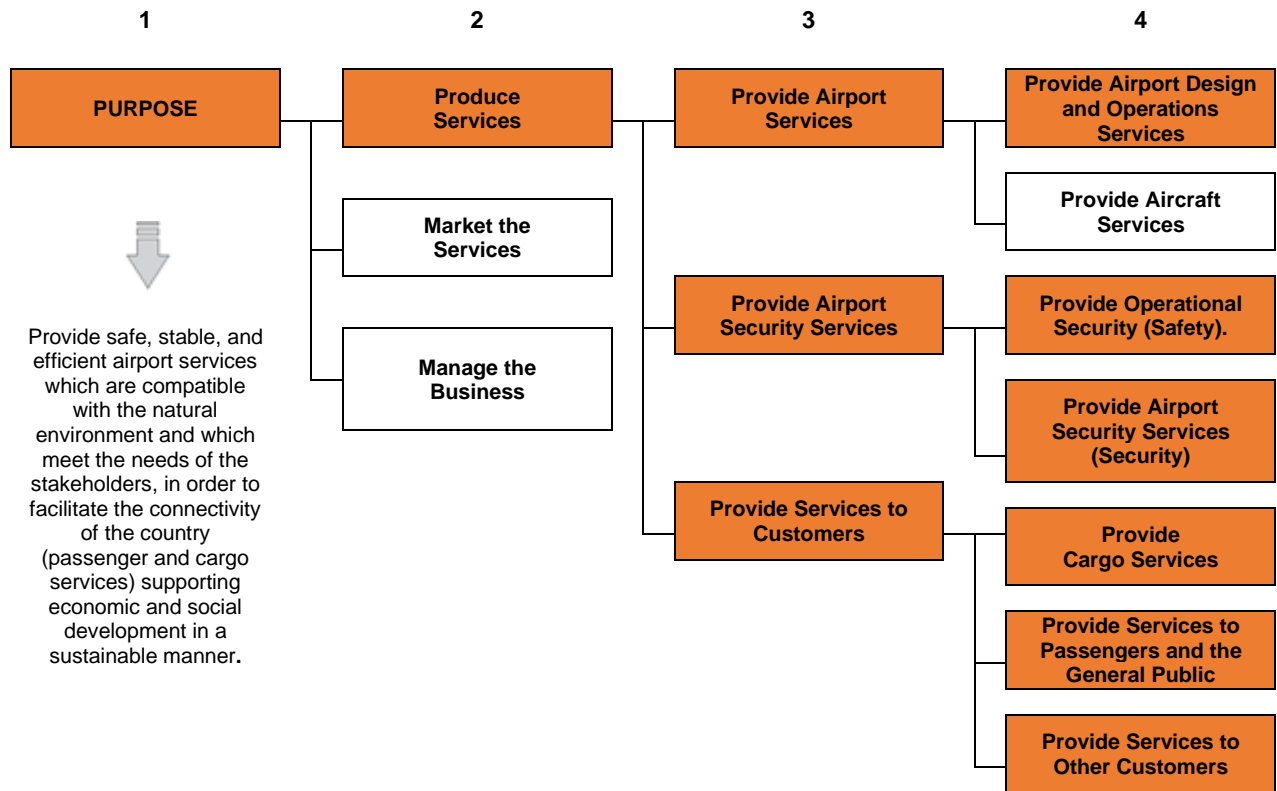 1
2
3
4
PURPOSE
Produce
Services
Provide Airport
Services
Provide Airport Design
and Operations
Services
Provide Aircraft
Services
Market the
Services
Provide Airport
Security Services
Provide Operational
Security (Safety).
Provide safe, stable, and
efficient airport services
which are compatible
with the natural
environment and which
meet the needs of the
stakeholders, in order to
facilitate the connectivity
of the country
(passenger and cargo
services) supporting
economic and social
development in a
sustainable manner.
Manage the
Business
Provide Airport
Security Services
(Security)
Provide Services to
Customers
Provide
Cargo Services
Provide Services to
Passengers and the
General Public
Provide Services to
Other Customers